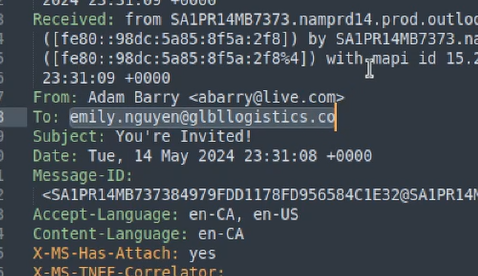 2024 23:31:09 +0000
Received: from SA1PR14MB7373.namprd14.prod.outloo
([fe80::98dc:5a85:8f5a:2f8]) by SA1PR14MB7373.na
([fe80::98dc:5a85:8f5a:2f8%4]) with mapi id 15.2
23:31:09 +0000
From: Adam Barry <abarry@live.com>
To: emily.nguyen@glbllogistics.co
Subject: You're Invited!
Date: Tue, 14 May 2024 23:31:08 +0000
Message-ID:
<SA1PR14MB737384979FDD1178FD956584C1E32@SA1PR14M
Accept-Language: en-CA, en-US
Content-Language: en-CA
X-MS-Has-Attach: yes
X-MS-TNEF-Correlator: